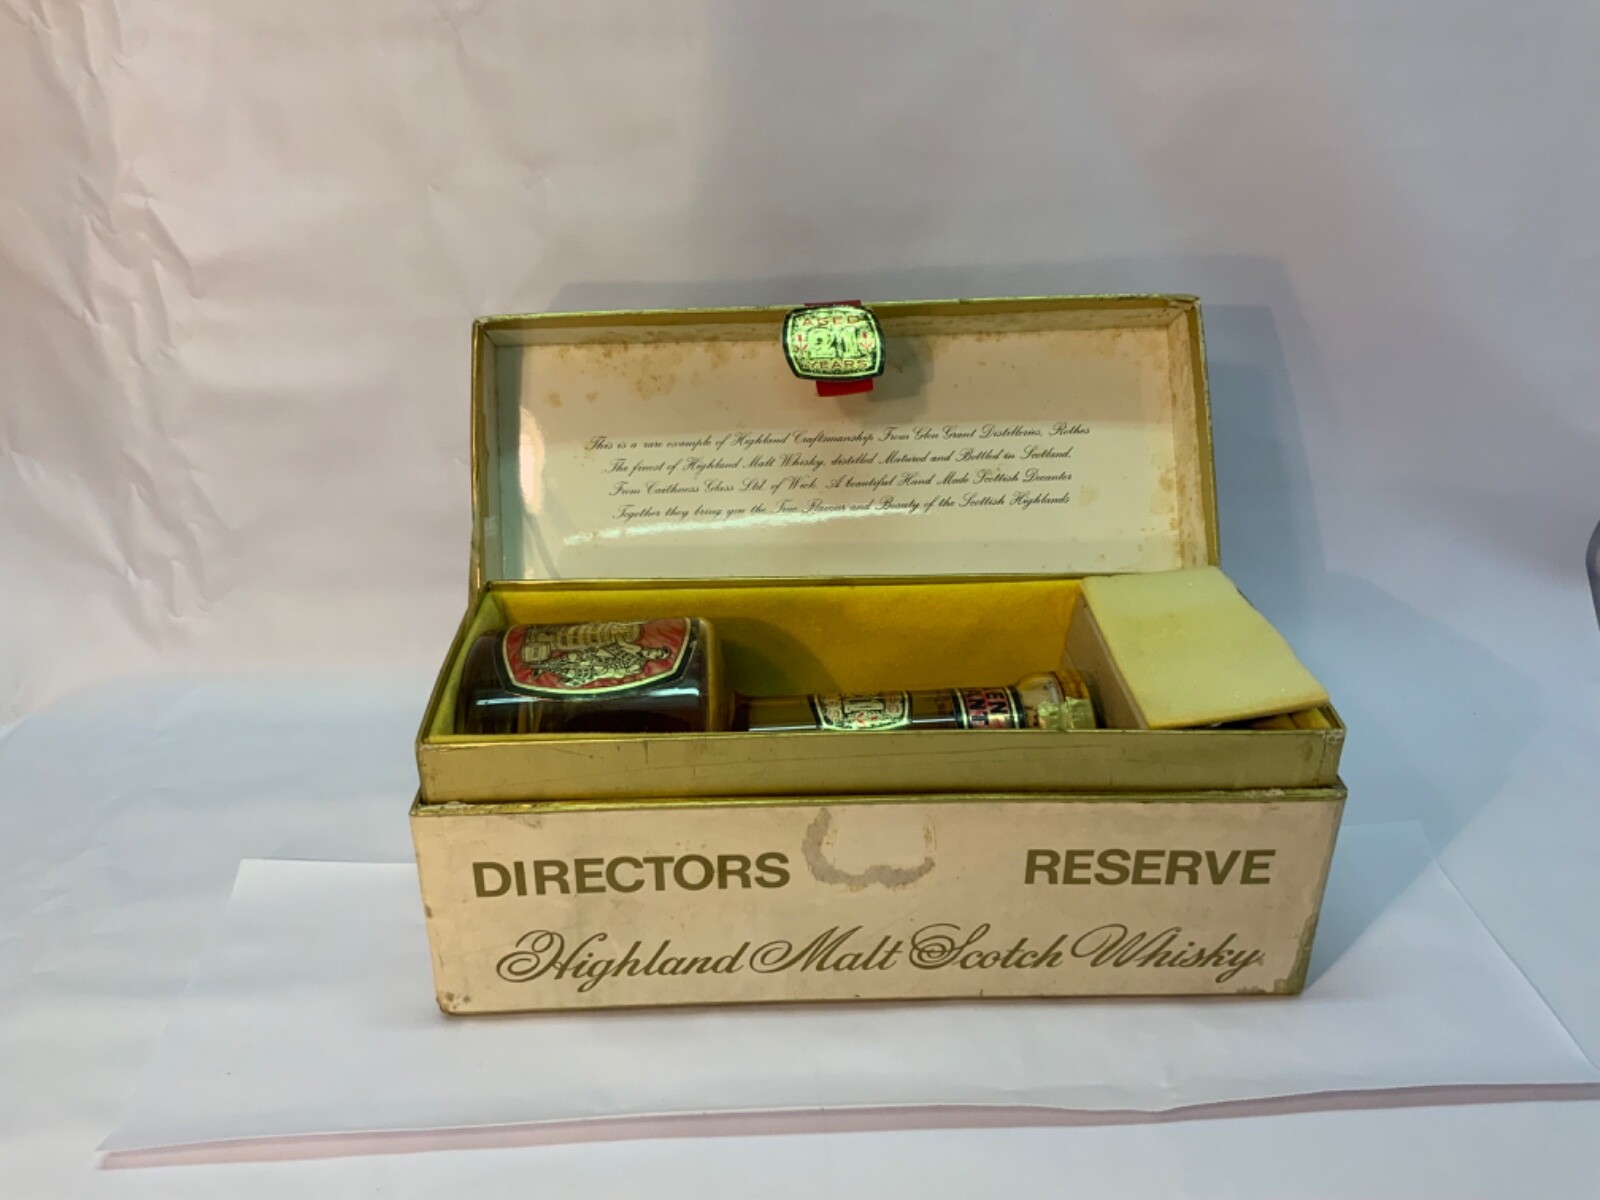 AGED
21
YEARS
This is a rare example of Highland Craftsmanship From Glen Grant Distilleries, Rothes
The finest of Highland Malt Whisky, distilled Matured and Bottled in Scotland.
From Caithness Glass Ltd. of Wick. A beautiful Hand Made Scottish Decanter
Together they bring you the True Flavour and Beauty of the Scottish Highlands
DIRECTORS RESERVE
Highland Malt Scotch Whisky